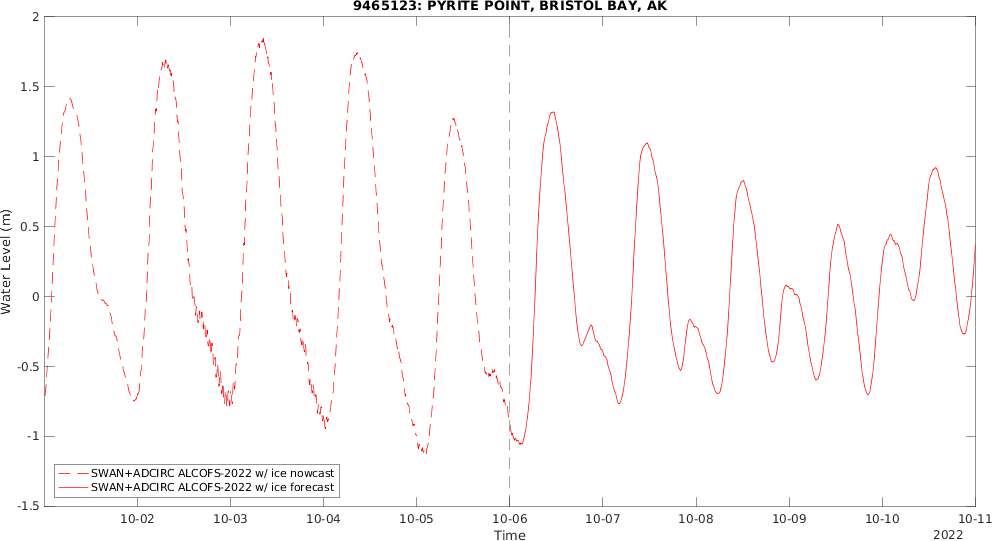 9465123: PYRITE POINT, BRISTOL BAY, AK
2
1.5
1
0.5
0
-0.5
-1
-1.5
Water Level (m)
SWAN+ADCIRC ALCOFS-2022 w/ ice nowcast
SWAN+ADCIRC ALCOFS-2022 w/ ice forecast
10-02 10-03 10-04 10-05 10-06 10-07 10-08 10-09 10-10 10-11
Time
2022